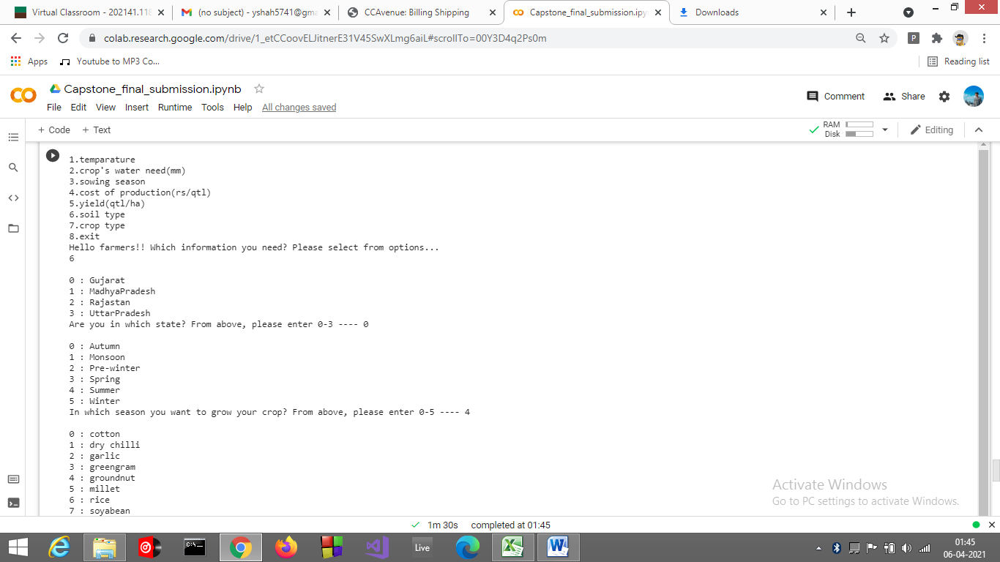 Virtual Classroom - 202141.118
(no subject) - yshah5741@gma
CCAvenue: Billing Shipping
Capstone_final_submission.ipyn
Downloads
colab.research.google.com/drive/1_etCCoovELJitnerE31V45SwXLmg6aiL#scrollTo=00Y3D4q2Ps0m
P
Apps
Youtube to MP3 Co...
Reading list
Capstone_final_submission.ipynb
Comment
Share
File Edit View Insert Runtime Tools Help All changes saved
+ Code + Text
RAM
Disk
Editing
1.temparature
2.crop's water need(mm)
3.sowing season
4.cost of production(rs/qtl)
5.yield(qtl/ha)
6.soil type
7.crop type
8.exit
Hello farmers!! Which information you need? Please select from options...
6
0 : Gujarat
1 : MadhyaPradesh
2 : Rajastan
3 : UttarPradesh
Are you in which state? From above, please enter 0-3 ---- 0
0 : Autumn
1 : Monsoon
2 : Pre-winter
3 : Spring
4 : Summer
5 : Winter
In which season you want to grow your crop? From above, please enter 0-5 ---- 4
0 : cotton
1 : dry chilli
2 : garlic
3 : greengram
4 : groundnut
5 : millet
6 : rice
7 : soyabean
Activate Windows
Go to PC settings to activate Windows.
1m 30s completed at 01:45
Live
01:45
06-04-2021